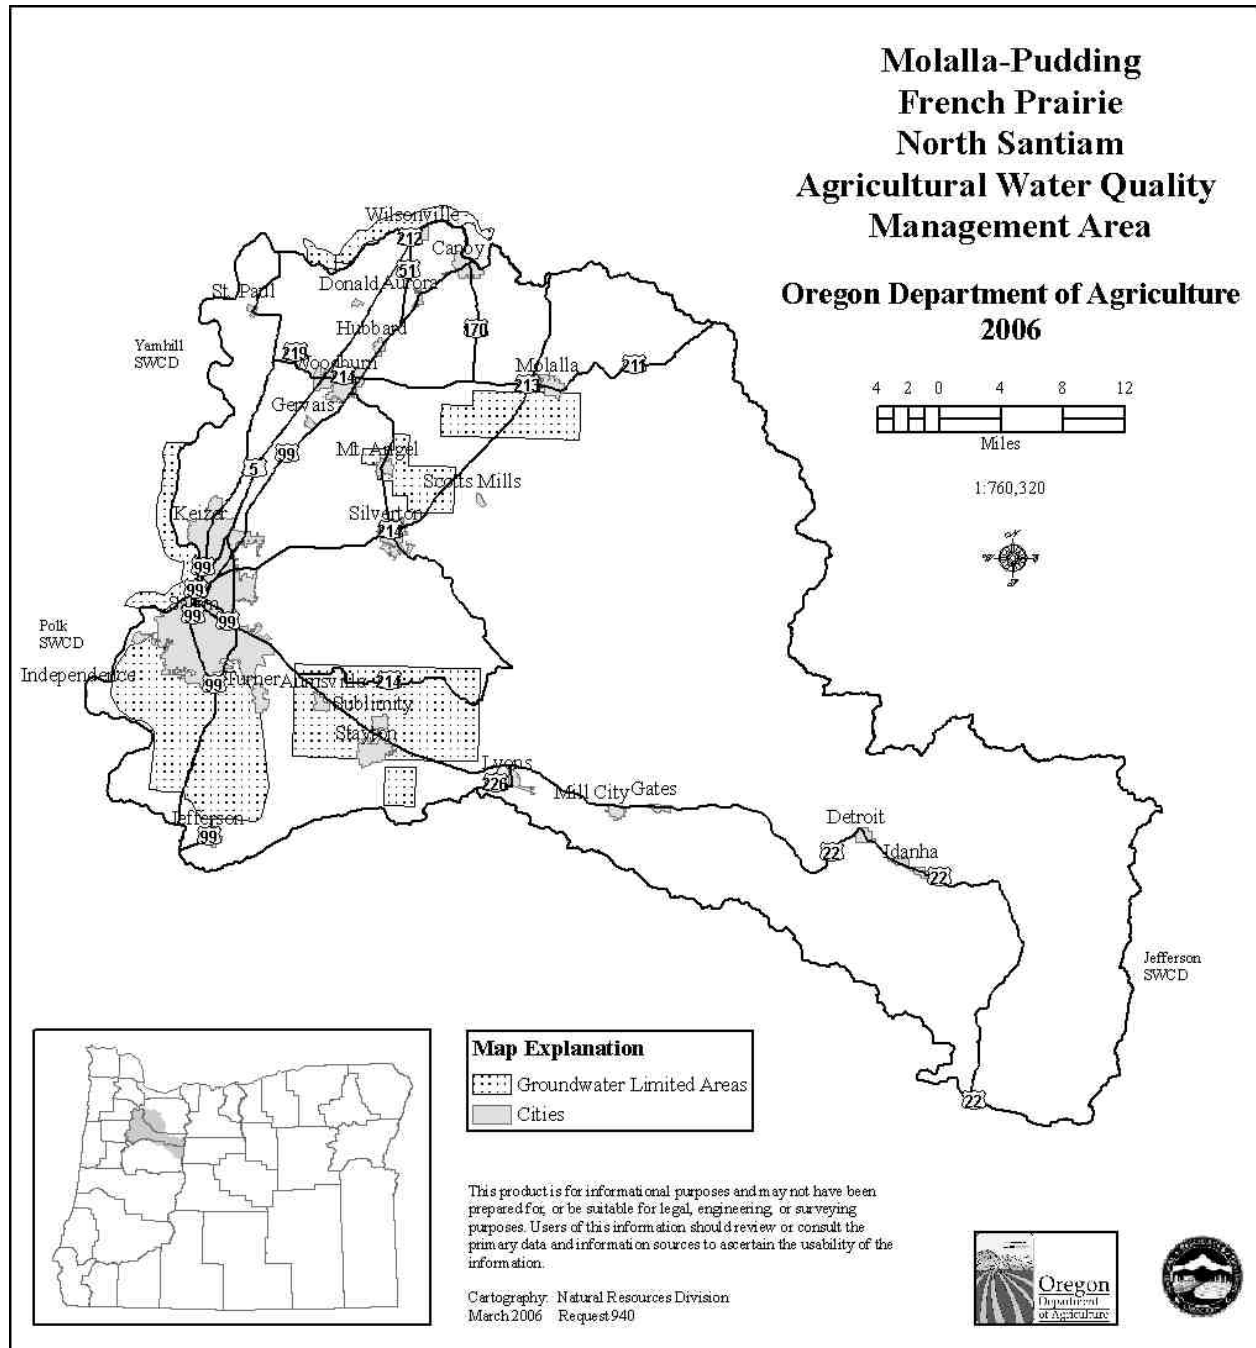 Molalla-Pudding
French Prairie
North Santiam
Agricultural Water Quality
Management Area
Oregon Department of Agriculture
2006
4 2 0 4 8 12
Miles
1:760,320
Wilsonville
212
Canby
51
Donald Aurora
St. Paul
Hubbard
170
Yamhill
SWCD
219
Woodburn
214
Molalla
211
213
Gervais
99
Mt. Angel
5
Scotts Mills
Keizer
Silverton
214
99
99
Salem
99
99
Polk
SWCD
Independence
99
Turner
Aumsville
214
Sublimity
Stayton
Lyons
226
Mill City
Gates
Jefferson
99
Detroit
22
Idanha
22
Jefferson
SWCD
22
Map Explanation
Groundwater Limited Areas
Cities
This product is for informational purposes and may not have been
prepared for, or be suitable for legal, engineering, or surveying
purposes. Users of this information should review or consult the
primary data and information sources to ascertain the usability of the
information.
Cartography: Natural Resources Division
March 2006 Request 940
Oregon
Department
of Agriculture